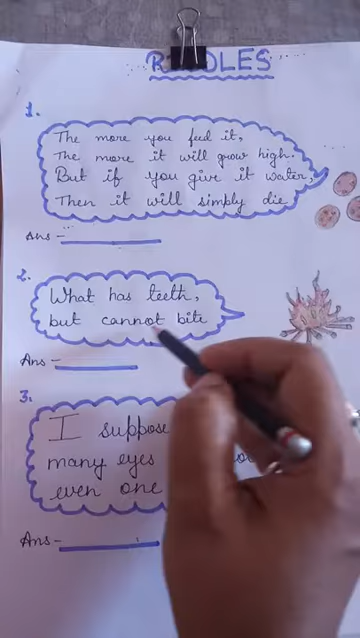 RIDDLES
1.
The more you feed it,
The more it will grow high.
But if you give it water,
Then it will simply die
Ans -
2.
What has teeth,
but cannot bite
Ans -
3.
I suppose
many eyes
even one
Ans -